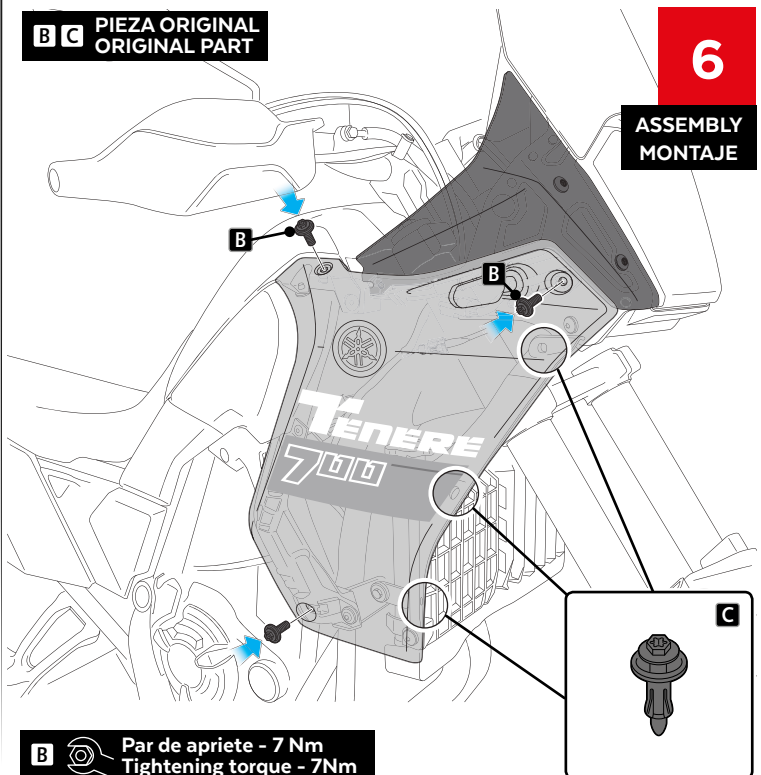 B C PIEZA ORIGINAL
ORIGINAL PART
6
ASSEMBLY
MONTAJE
B
B
TENERE
700
C
B Par de apriete - 7 Nm
Tightening torque - 7Nm